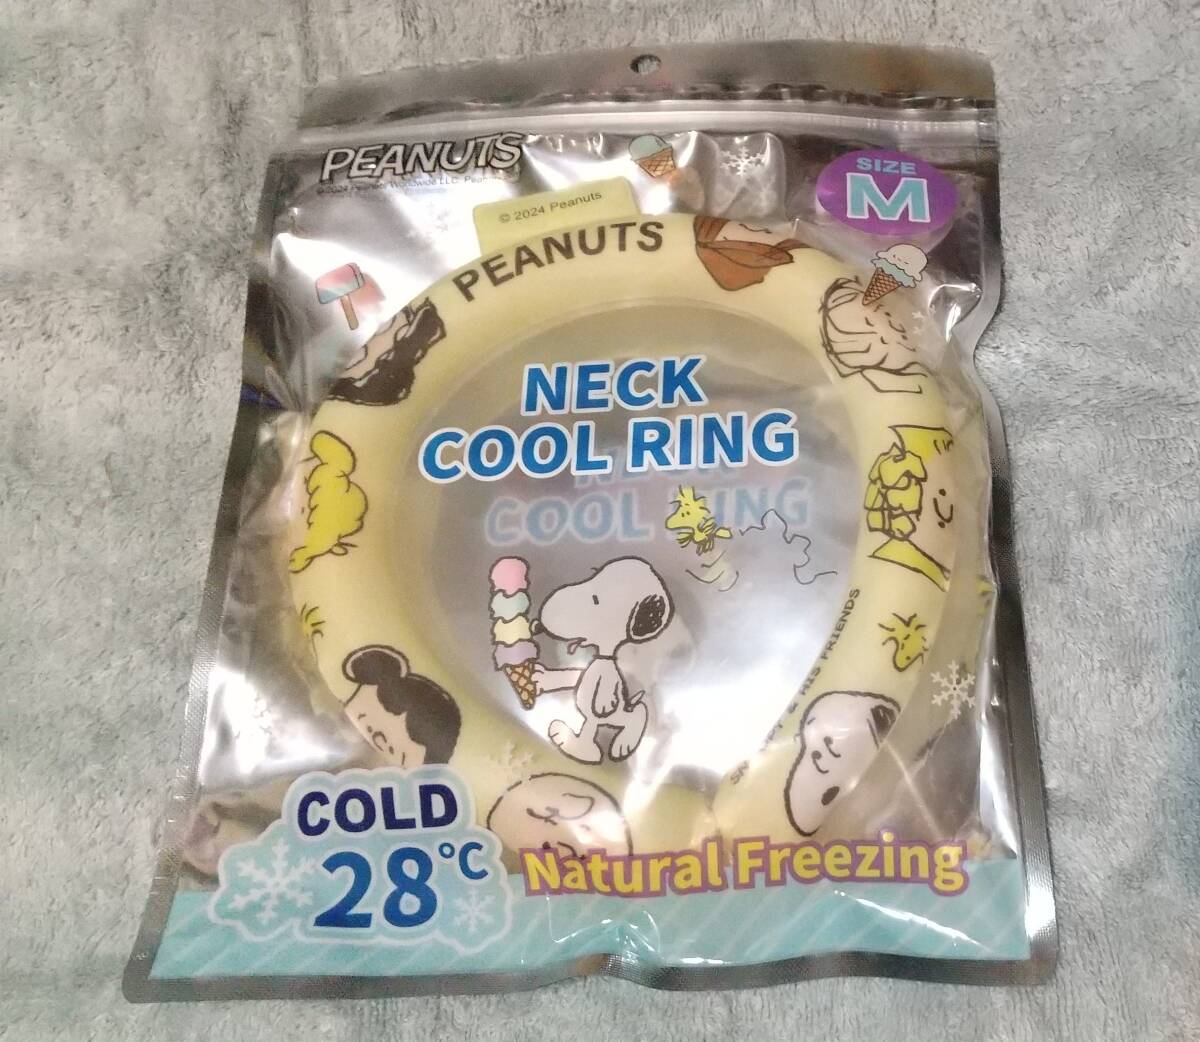 PEANUTS
©2024 Peanuts Worldwide LLC
SIZE
M
© 2024 Peanuts
PEANUTS
NECK
COOL RING
COOL RING
& HIS FRIENDS
COLD
28°C
Natural Freezing